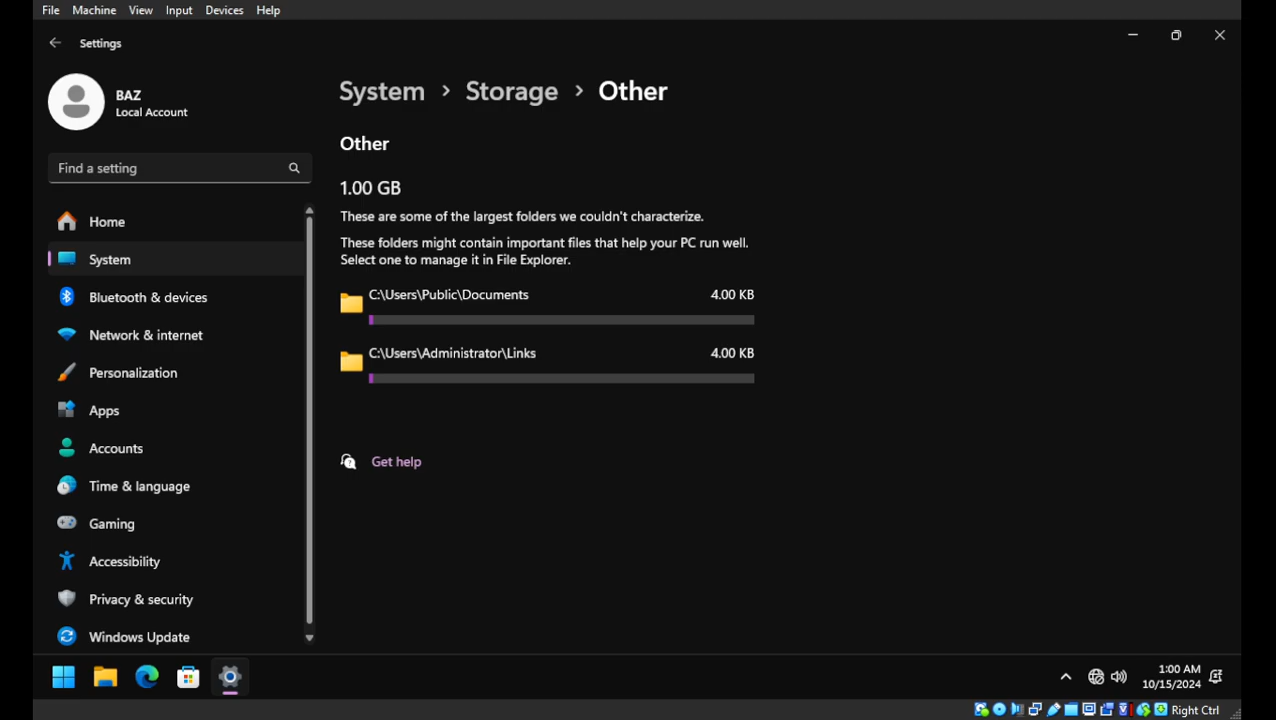 File Machine View Input Devices Help
Settings
BAZ
Local Account
Find a setting
Home
System
Bluetooth & devices
Network & internet
Personalization
Apps
Accounts
Time & language
Gaming
Accessibility
Privacy & security
Windows Update
System > Storage > Other
Other
1.00 GB
These are some of the largest folders we couldn't characterize.
These folders might contain important files that help your PC run well.
Select one to manage it in File Explorer.
C:\Users\Public\Documents 4.00 KB
C:\Users\Administrator\Links 4.00 KB
Get help
1:00 AM
10/15/2024
Right Ctrl